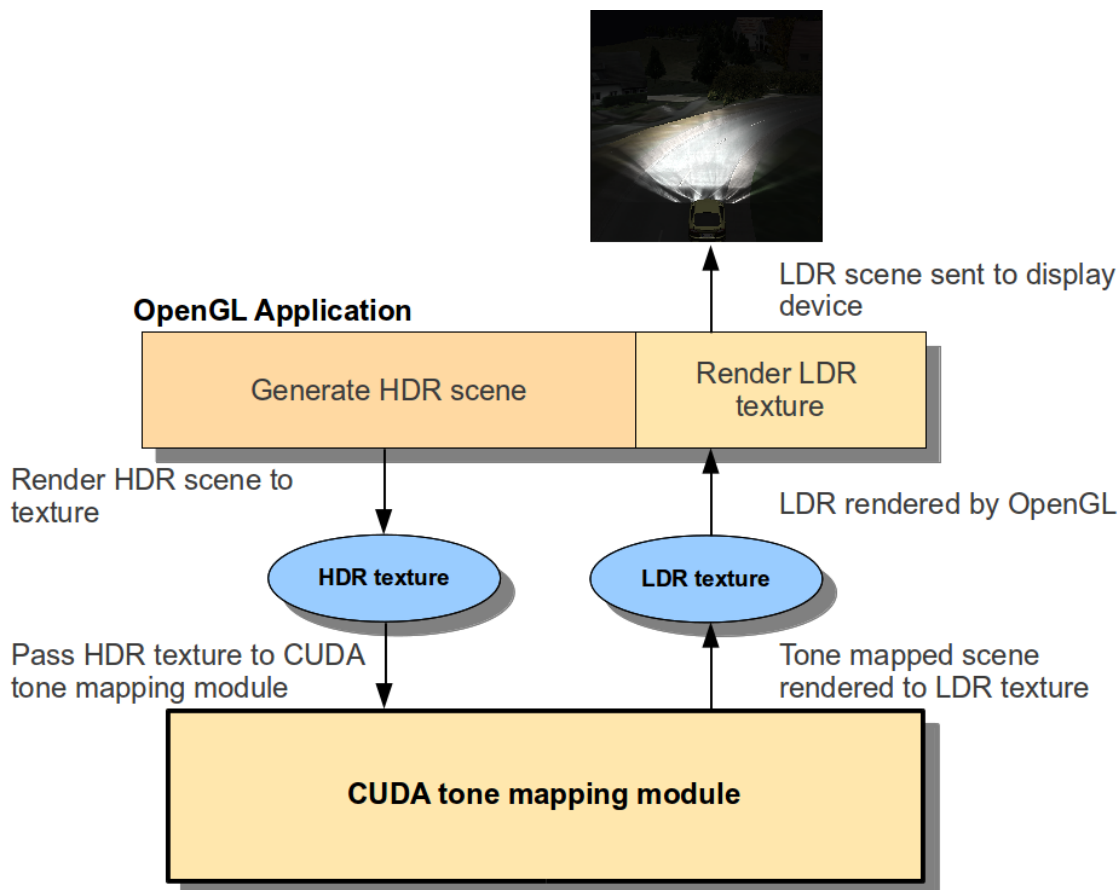 LDR scene sent to display
device
OpenGL Application
Generate HDR scene
Render LDR
texture
Render HDR scene to
texture
LDR rendered by OpenGL
HDR texture
LDR texture
Pass HDR texture to CUDA
tone mapping module
Tone mapped scene
rendered to LDR texture
CUDA tone mapping module